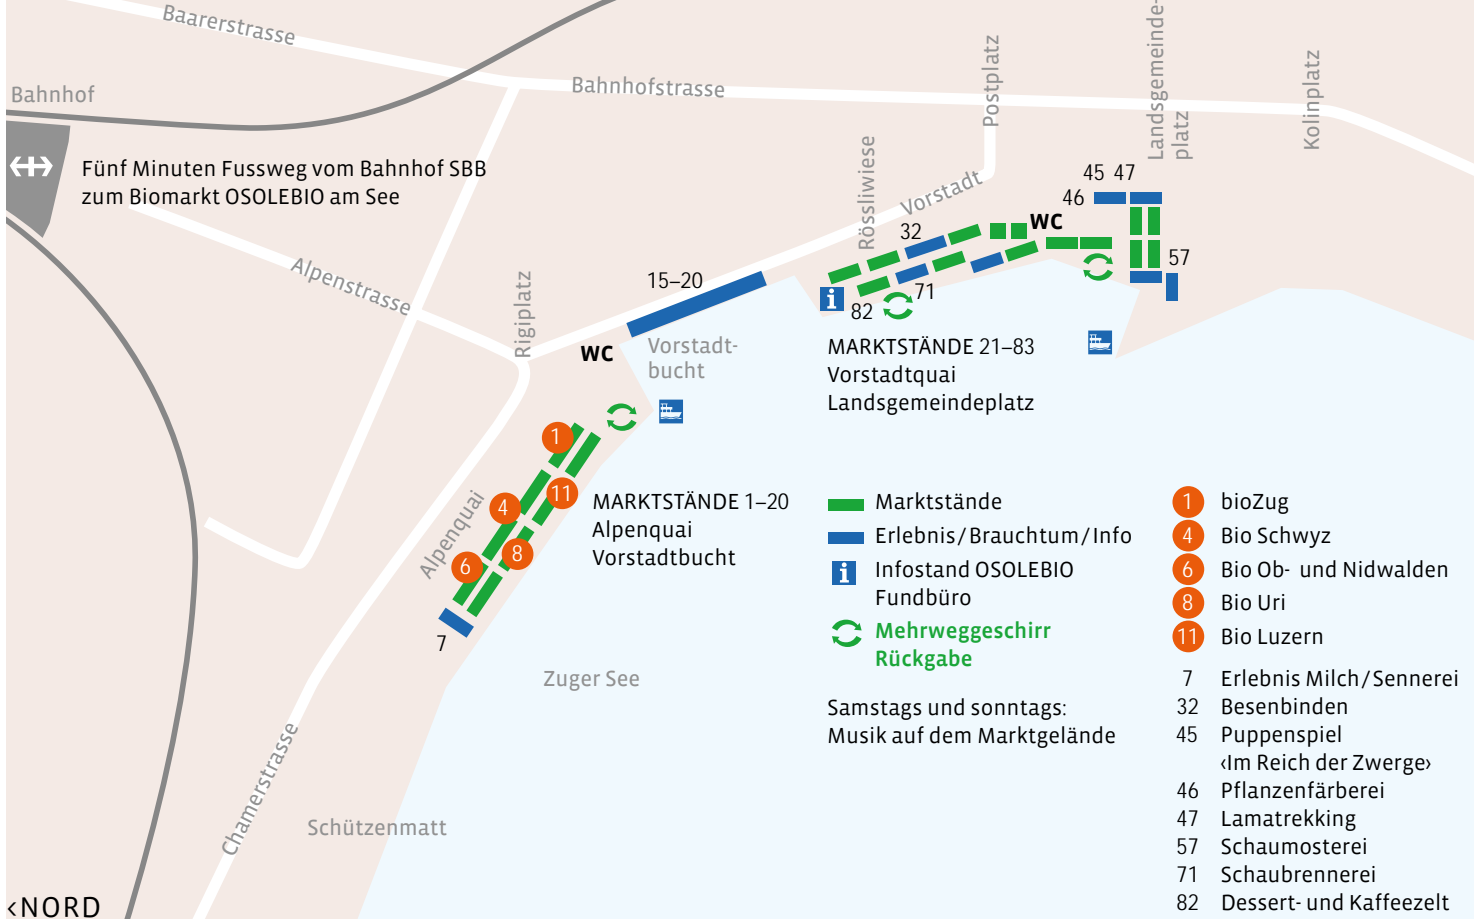 Baarerstrasse
Bahnhofstrasse
Postplatz
Landsgemeinde-
platz
Kolinplatz
Bahnhof
Fünf Minuten Fussweg vom Bahnhof SBB
zum Biomarkt OSOLEBIO am See
Rössliwiese
Vorstadt
45 47
46
WC
32
57
Alpenstrasse
Rigiplatz
15–20
i
82
71
WC
Vorstadt-
bucht
MARKTSTÄNDE 21–83
Vorstadtquai
Landsgemeindeplatz
1
4
11
6
8
7
Alpenquai
MARKTSTÄNDE 1–20
Alpenquai
Vorstadtbucht
Zuger See
Chamerstrasse
Schützenmatt
‹NORD
Marktstände
Erlebnis/Brauchtum/Info
i Infostand OSOLEBIO
Fundbüro
Mehrweggeschirr
Rückgabe
Samstags und sonntags:
Musik auf dem Marktgelände
1 bioZug
4 Bio Schwyz
6 Bio Ob- und Nidwalden
8 Bio Uri
11 Bio Luzern
7 Erlebnis Milch/Sennerei
32 Besenbinden
45 Puppenspiel
‹Im Reich der Zwerge›
46 Pflanzenfärberei
47 Lamatrekking
57 Schaumosterei
71 Schaubrennerei
82 Dessert- und Kaffeezelt